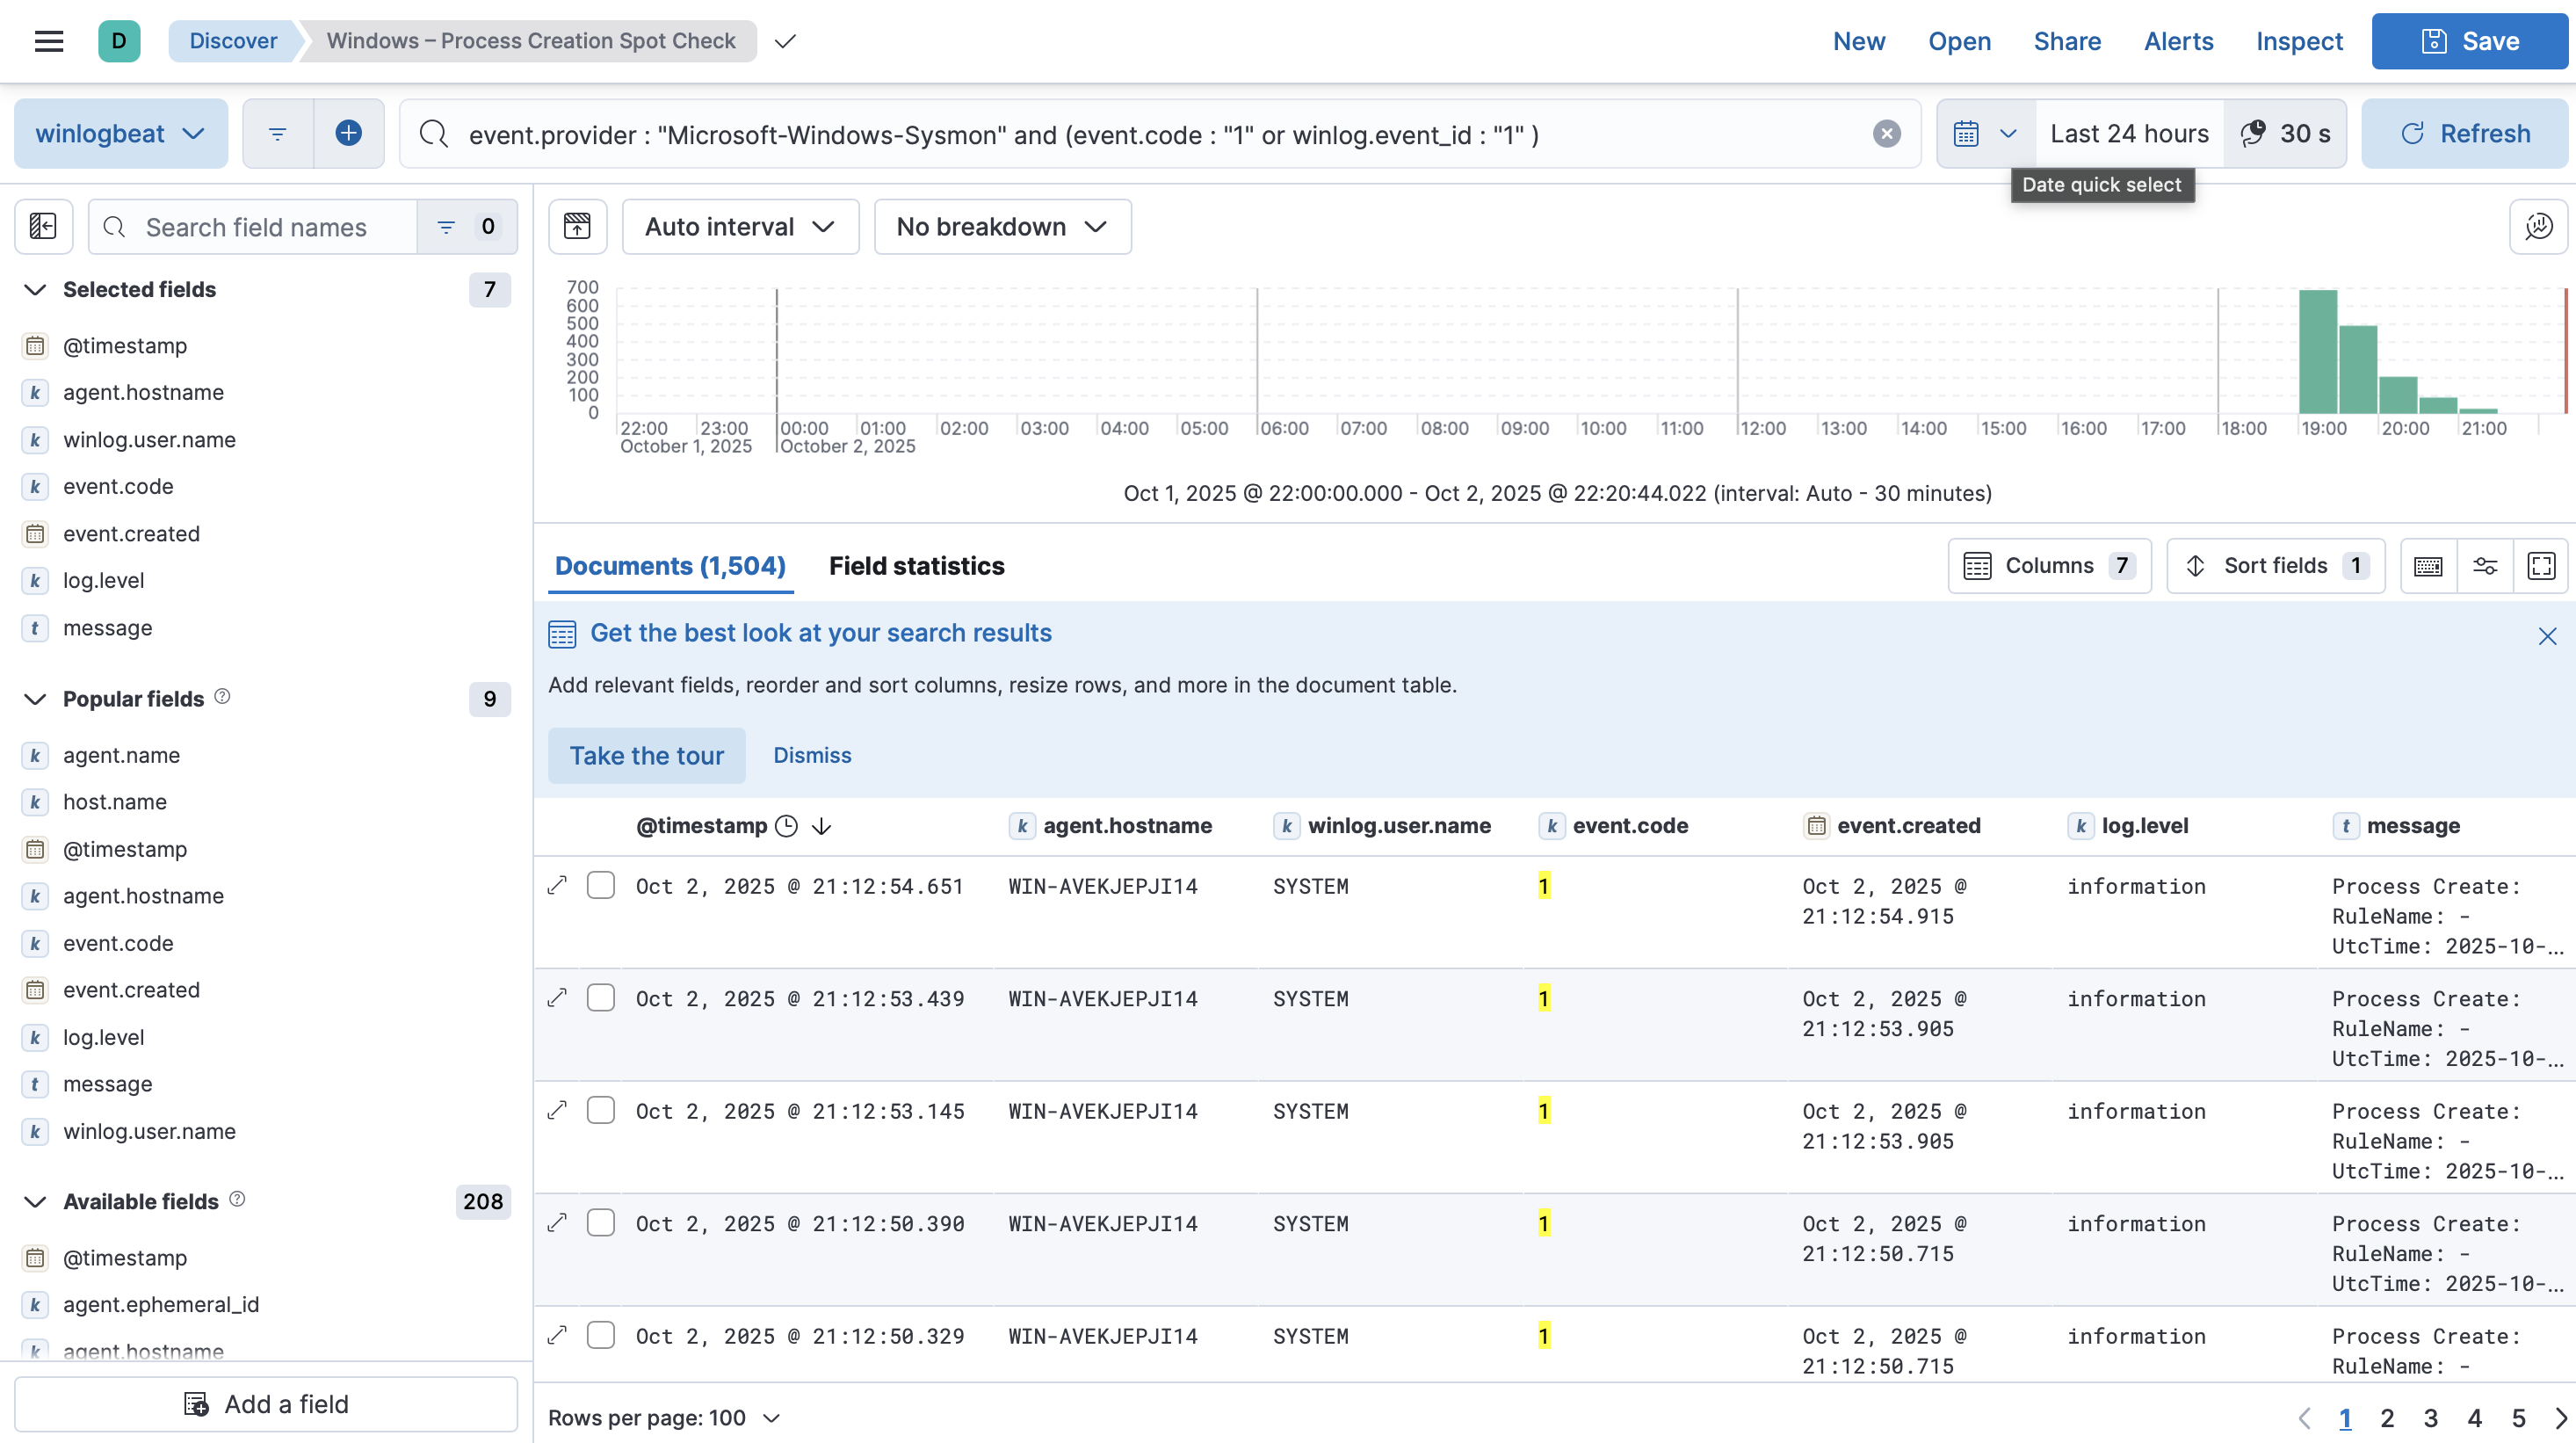 D
Discover
Windows – Process Creation Spot Check
New
Open
Share
Alerts
Inspect
Save
winlogbeat
event.provider : "Microsoft-Windows-Sysmon" and (event.code : "1" or winlog.event_id : "1" )
Last 24 hours
30 s
Refresh
Date quick select
Search field names
0
Auto interval
No breakdown
Selected fields
7
@timestamp
k agent.hostname
k winlog.user.name
k event.code
event.created
k log.level
t message
Popular fields
9
k agent.name
k host.name
@timestamp
k agent.hostname
k event.code
event.created
k log.level
t message
k winlog.user.name
Available fields
208
@timestamp
k agent.ephemeral_id
k agent.hostname
Add a field
700
600
500
400
300
200
100
0
22:00 23:00 00:00 01:00 02:00 03:00 04:00 05:00 06:00 07:00 08:00 09:00 10:00 11:00 12:00 13:00 14:00 15:00 16:00 17:00 18:00 19:00 20:00 21:00
October 1, 2025 October 2, 2025
Oct 1, 2025 @ 22:00:00.000 - Oct 2, 2025 @ 22:20:44.022 (interval: Auto - 30 minutes)
Documents (1,504)
Field statistics
Columns 7
Sort fields 1
Get the best look at your search results
Add relevant fields, reorder and sort columns, resize rows, and more in the document table.
Take the tour
Dismiss
@timestamp k agent.hostname k winlog.user.name k event.code event.created k log.level t message
Oct 2, 2025 @ 21:12:54.651 WIN-AVEKJEPJI14 SYSTEM 1 Oct 2, 2025 @ information Process Create:
21:12:54.915 RuleName: -
UtcTime: 2025-10-…
Oct 2, 2025 @ 21:12:53.439 WIN-AVEKJEPJI14 SYSTEM 1 Oct 2, 2025 @ information Process Create:
21:12:53.905 RuleName: -
UtcTime: 2025-10-…
Oct 2, 2025 @ 21:12:53.145 WIN-AVEKJEPJI14 SYSTEM 1 Oct 2, 2025 @ information Process Create:
21:12:53.905 RuleName: -
UtcTime: 2025-10-…
Oct 2, 2025 @ 21:12:50.390 WIN-AVEKJEPJI14 SYSTEM 1 Oct 2, 2025 @ information Process Create:
21:12:50.715 RuleName: -
UtcTime: 2025-10-…
Oct 2, 2025 @ 21:12:50.329 WIN-AVEKJEPJI14 SYSTEM 1 Oct 2, 2025 @ information Process Create:
21:12:50.715 RuleName: -
Rows per page: 100
1 2 3 4 5